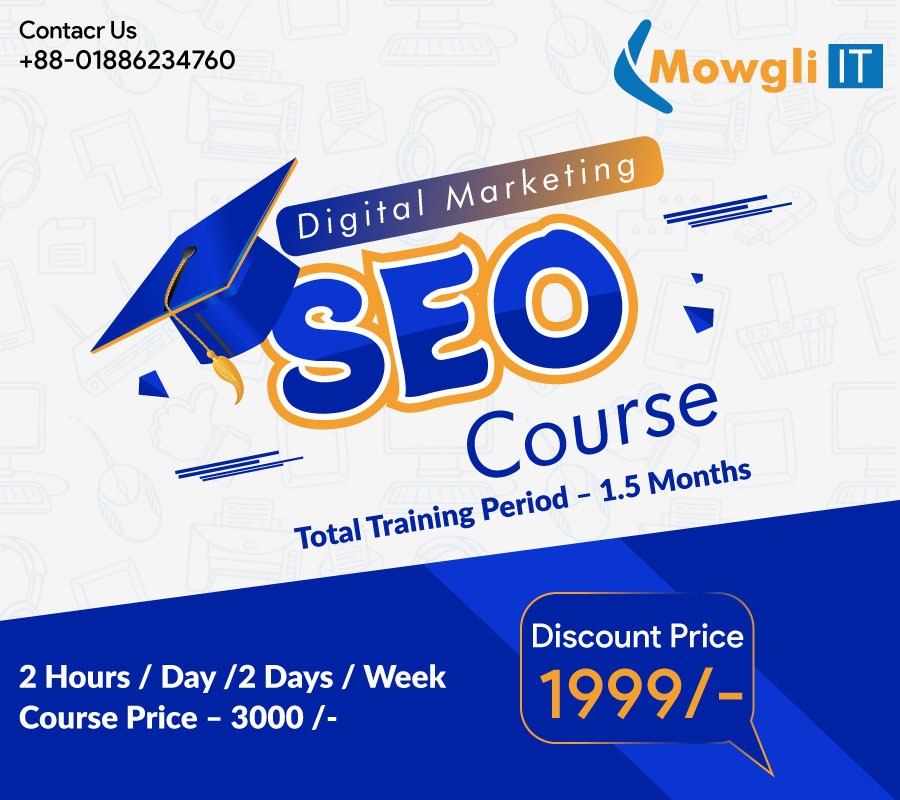 Contacr Us
+88-01886234760
Mowgli IT
Digital Marketing
SEO
Course
Total Training Period – 1.5 Months
2 Hours / Day /2 Days / Week
Course Price – 3000 /-
Discount Price
1999/-